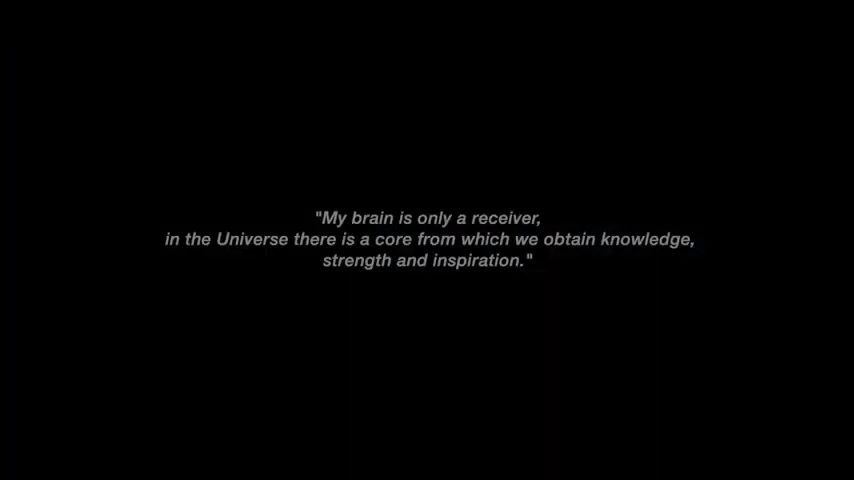 "My brain is only a receiver,
in the Universe there is a core from which we obtain knowledge,
strength and inspiration."